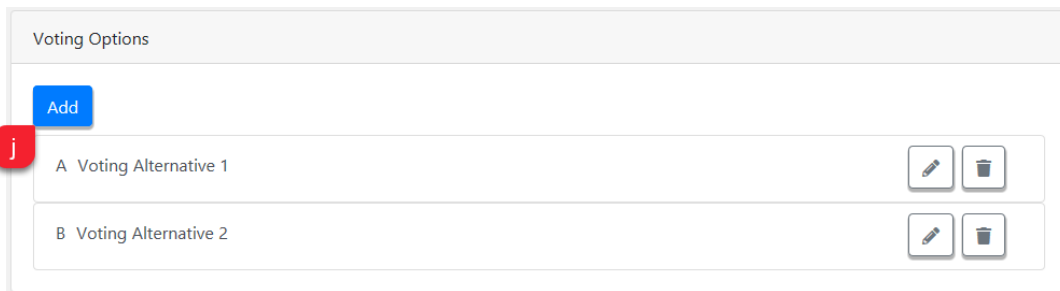 Voting Options
Add
j
A Voting Alternative 1
B Voting Alternative 2